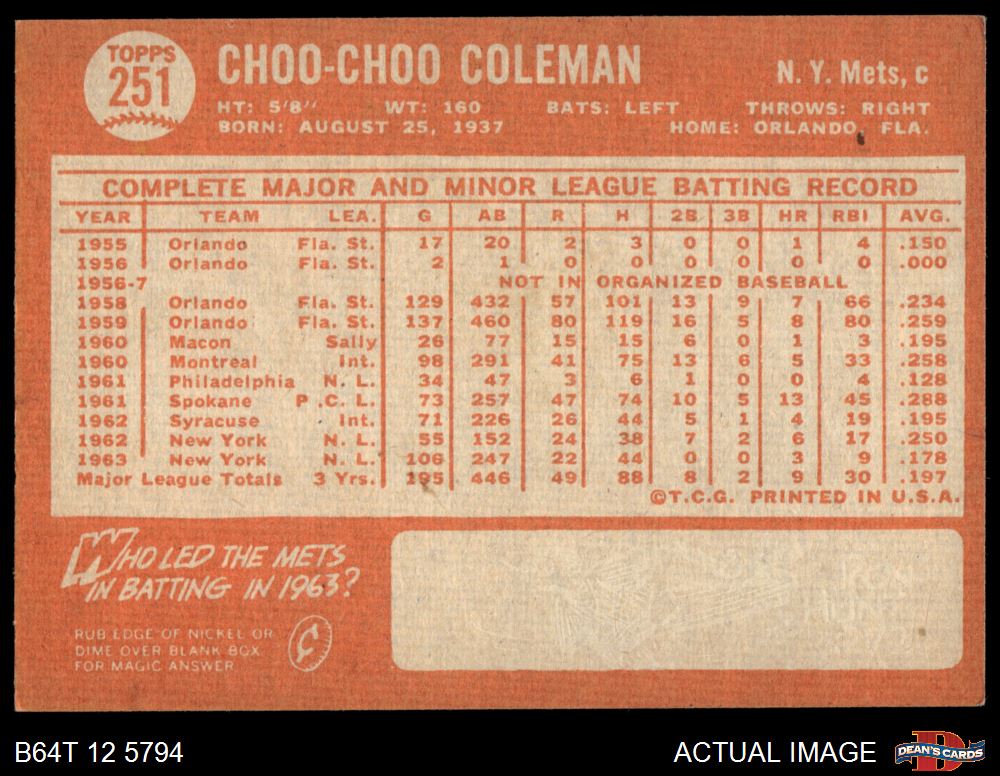 TOPPS
251
CHOO-CHOO COLEMAN
N. Y. Mets, c
HT: 5'8" WT: 160 BATS: LEFT THROWS: RIGHT
BORN: AUGUST 25, 1937 HOME: ORLANDO, FLA.
COMPLETE MAJOR AND MINOR LEAGUE BATTING RECORD
YEAR TEAM LEA. G AB R H 2B 3B HR RBI AVG.
1955 Orlando Fla. St. 17 20 2 3 0 0 1 4 .150
1956 Orlando Fla. St. 2 1 0 0 0 0 0 0 .000
1956-7 NOT IN ORGANIZED BASEBALL
1958 Orlando Fla. St. 129 432 57 101 13 9 7 66 .234
1959 Orlando Fla. St. 137 460 80 119 16 5 8 80 .259
1960 Macon Sally 26 77 15 15 6 0 1 3 .195
1960 Montreal Int. 98 291 41 75 13 6 5 33 .258
1961 Philadelphia N. L. 34 47 3 6 1 0 0 4 .128
1961 Spokane P .C. L. 73 257 47 74 10 5 13 45 .288
1962 Syracuse Int. 71 226 26 44 5 1 4 19 .195
1962 New York N. L. 55 152 24 38 7 2 6 17 .250
1963 New York N. L. 106 247 22 44 0 0 3 9 .178
Major League Totals 3 Yrs. 195 446 49 88 8 2 9 30 .197
©T.C.G. PRINTED IN U.S.A.
WHO LED THE METS
IN BATTING IN 1963?
RUB EDGE OF NICKEL OR
DIME OVER BLANK BOX
FOR MAGIC ANSWER
RON
HUNT
B64T 12 5794
ACTUAL IMAGE
D
DEAN'S CARDS